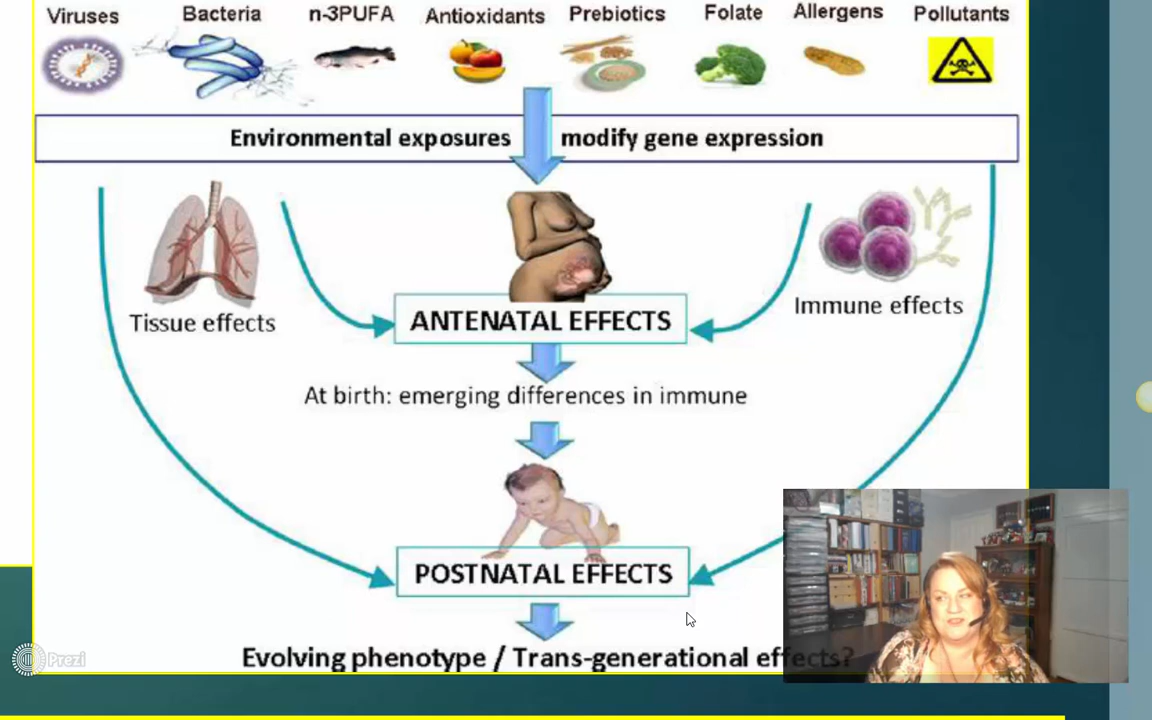 Viruses Bacteria n-3PUFA Antioxidants Prebiotics Folate Allergens Pollutants
Environmental exposures modify gene expression
Tissue effects
Immune effects
ANTENATAL EFFECTS
At birth: emerging differences in immune
POSTNATAL EFFECTS
Evolving phenotype / Trans-generational effects?
Prezi